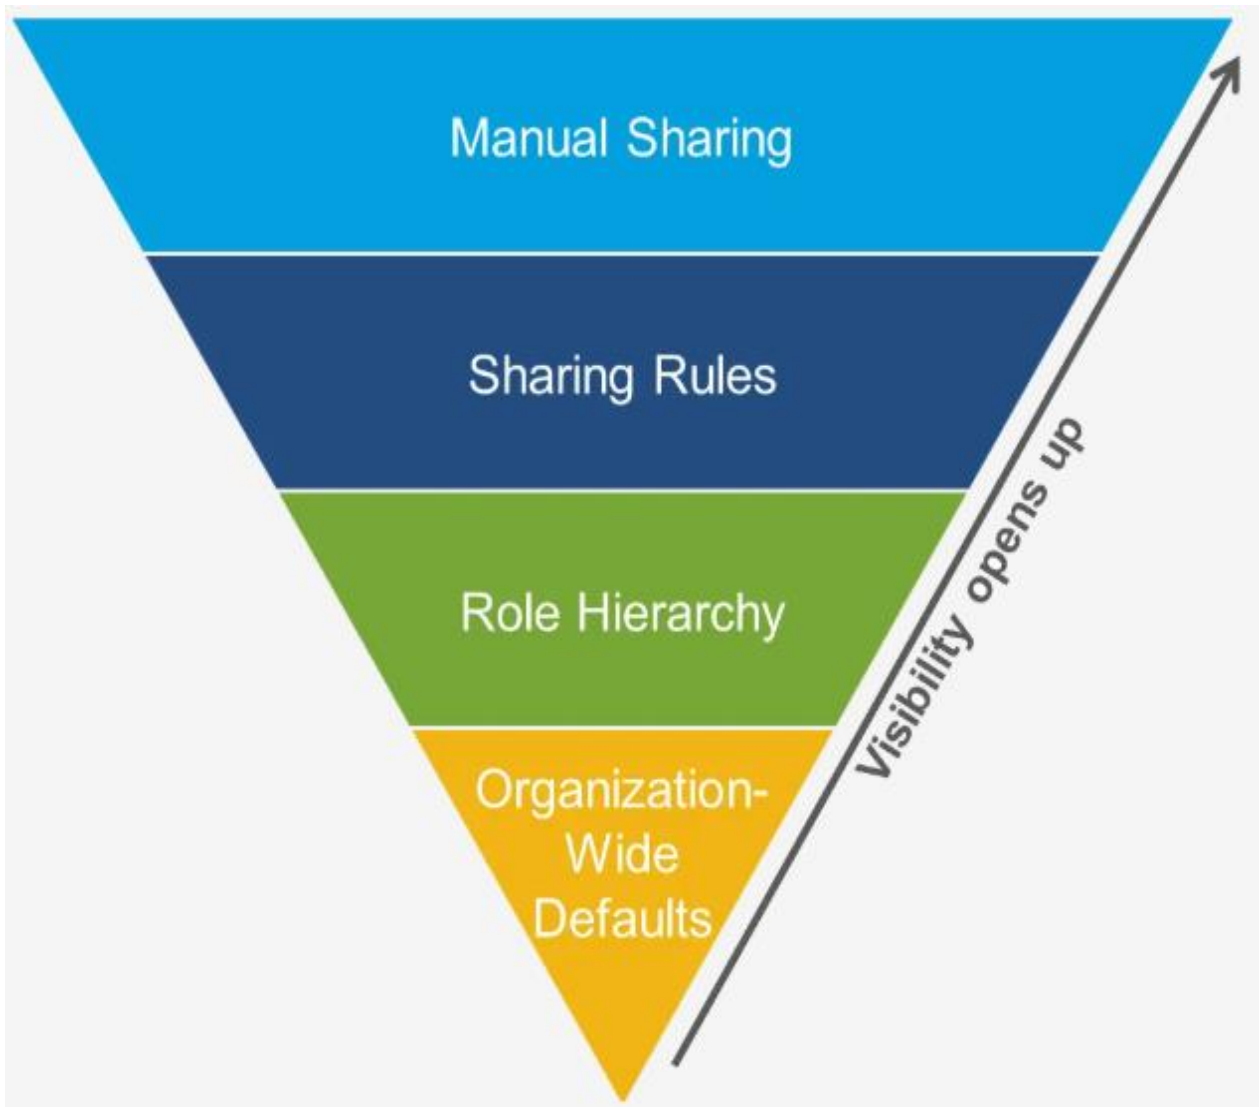 Manual Sharing
Sharing Rules
Role Hierarchy
Organization-
Wide
Defaults
Visibility opens up